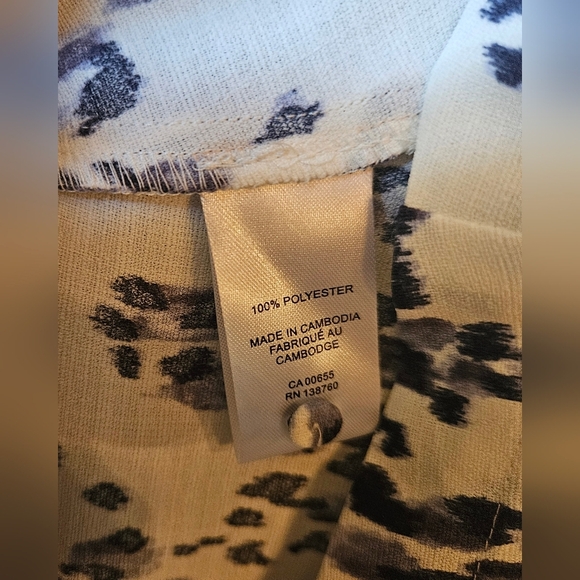 100% POLYESTER
MADE IN CAMBODIA
FABRIQUÉ AU
CAMBODGE
CA 00655
RN 138760